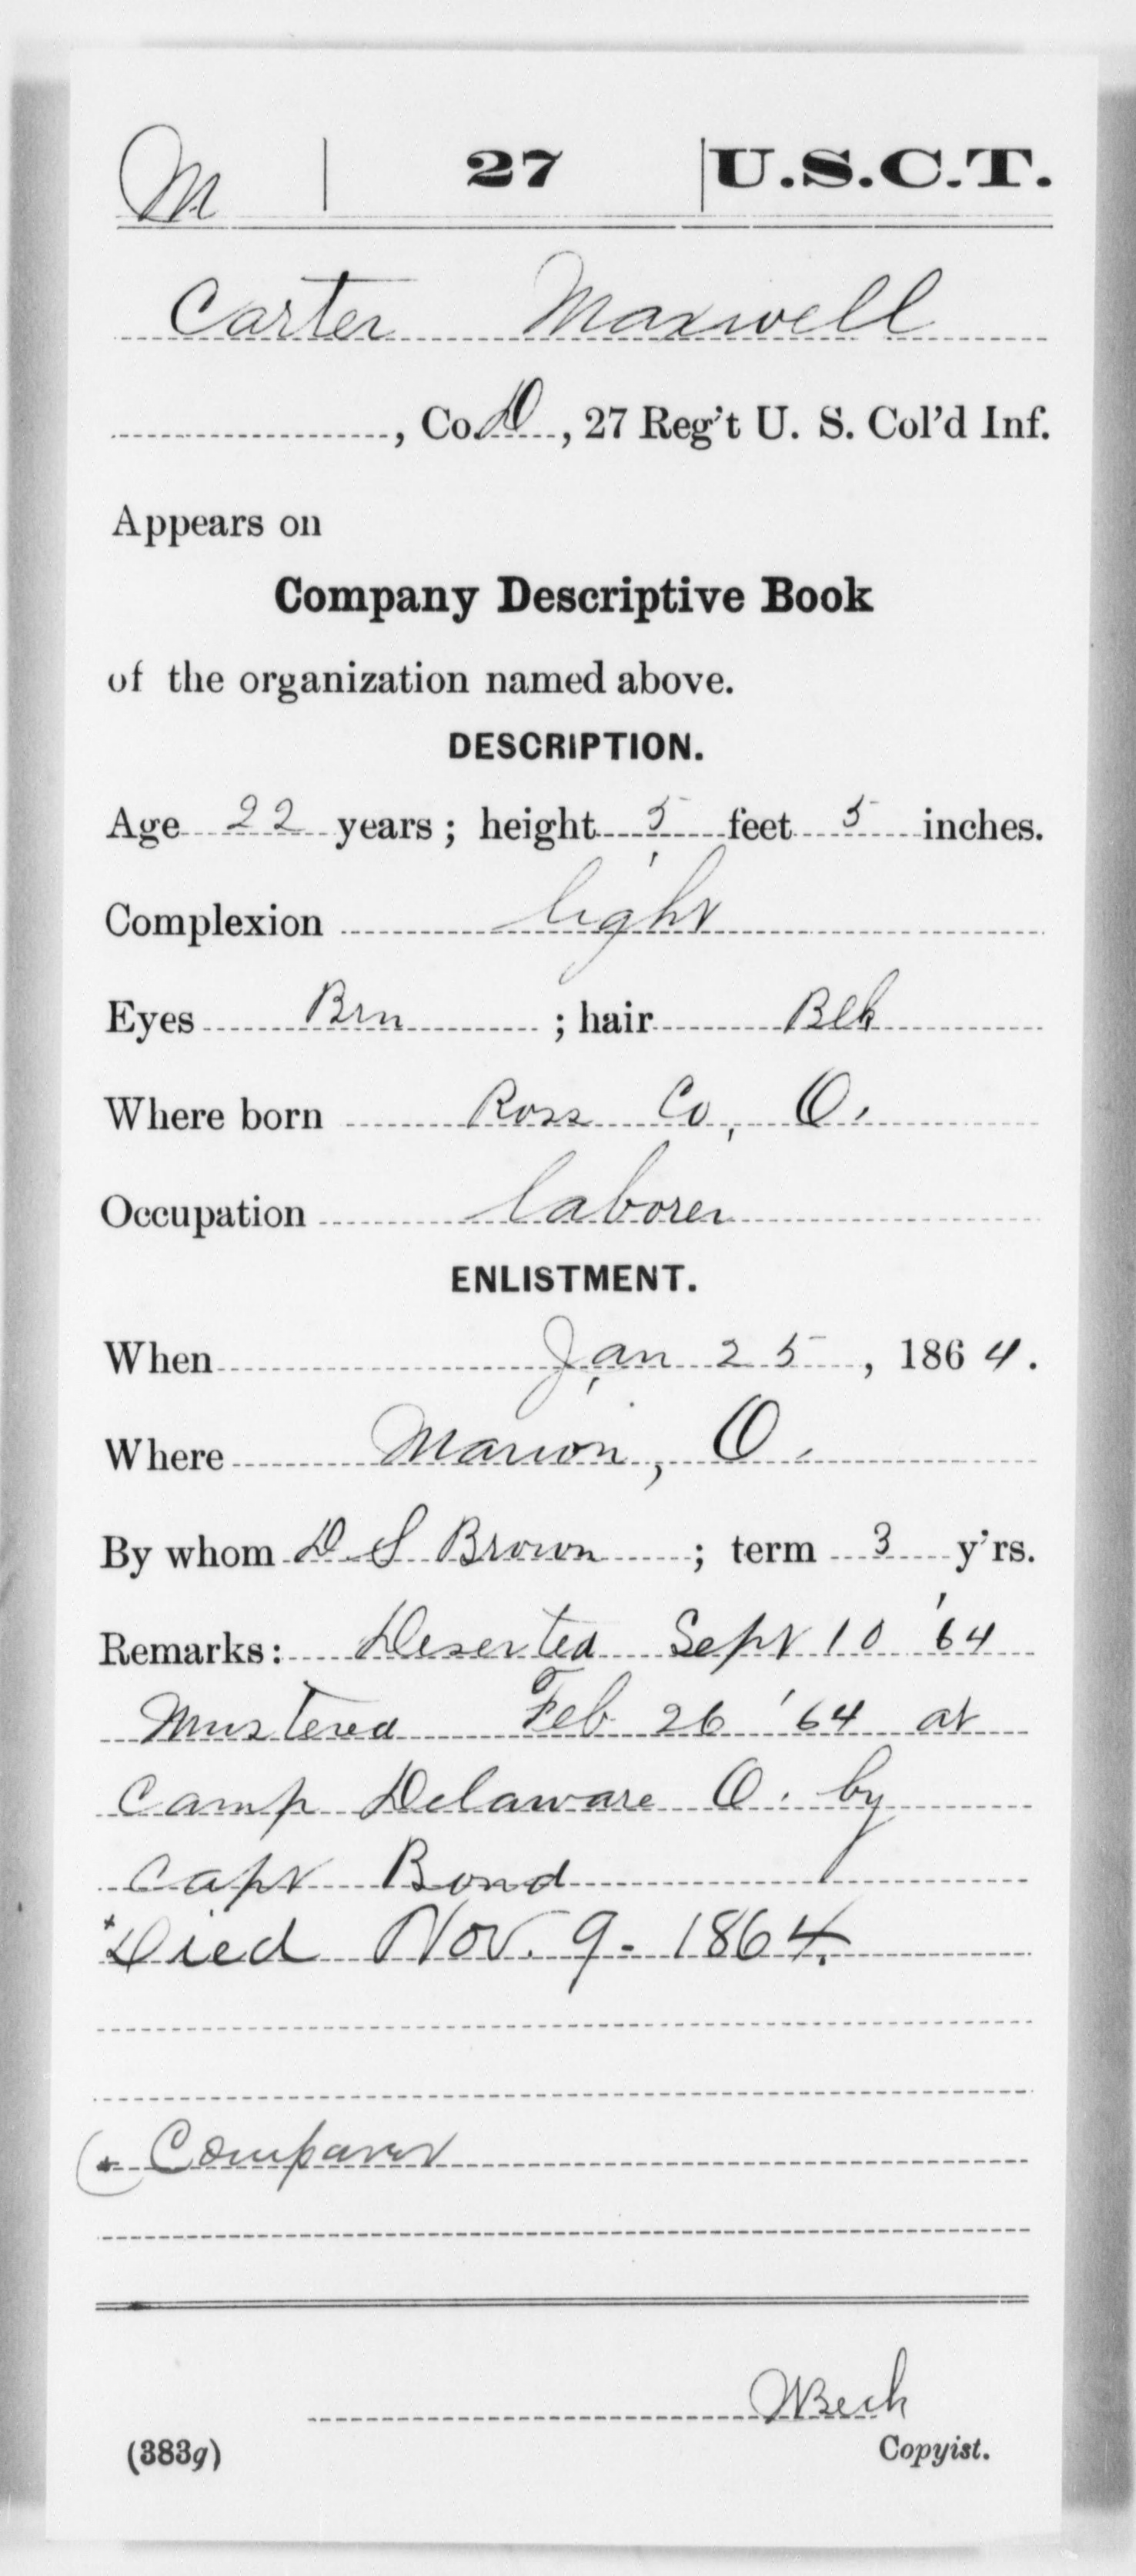 M | 27 | U.S.C.T.
Carter Maxwell
, Co. D, 27 Reg't U. S. Col'd Inf.
Appears on
Company Descriptive Book
of the organization named above.
DESCRIPTION.
Age 22 years; height 5 feet 5 inches.
Complexion light
Eyes Brn ; hair Blk
Where born Ross Co, O.
Occupation laborer
ENLISTMENT.
When Jan 25, 1864.
Where Marion, O.
By whom D S Brown ; term 3 y'rs.
Remarks: Deserted Sept 10 '64
Mustered Feb 26 '64 at
Camp Delaware O. by
Capt Bond
*Died Nov. 9. 1864.
(*
Beck
(383g) Copyist.